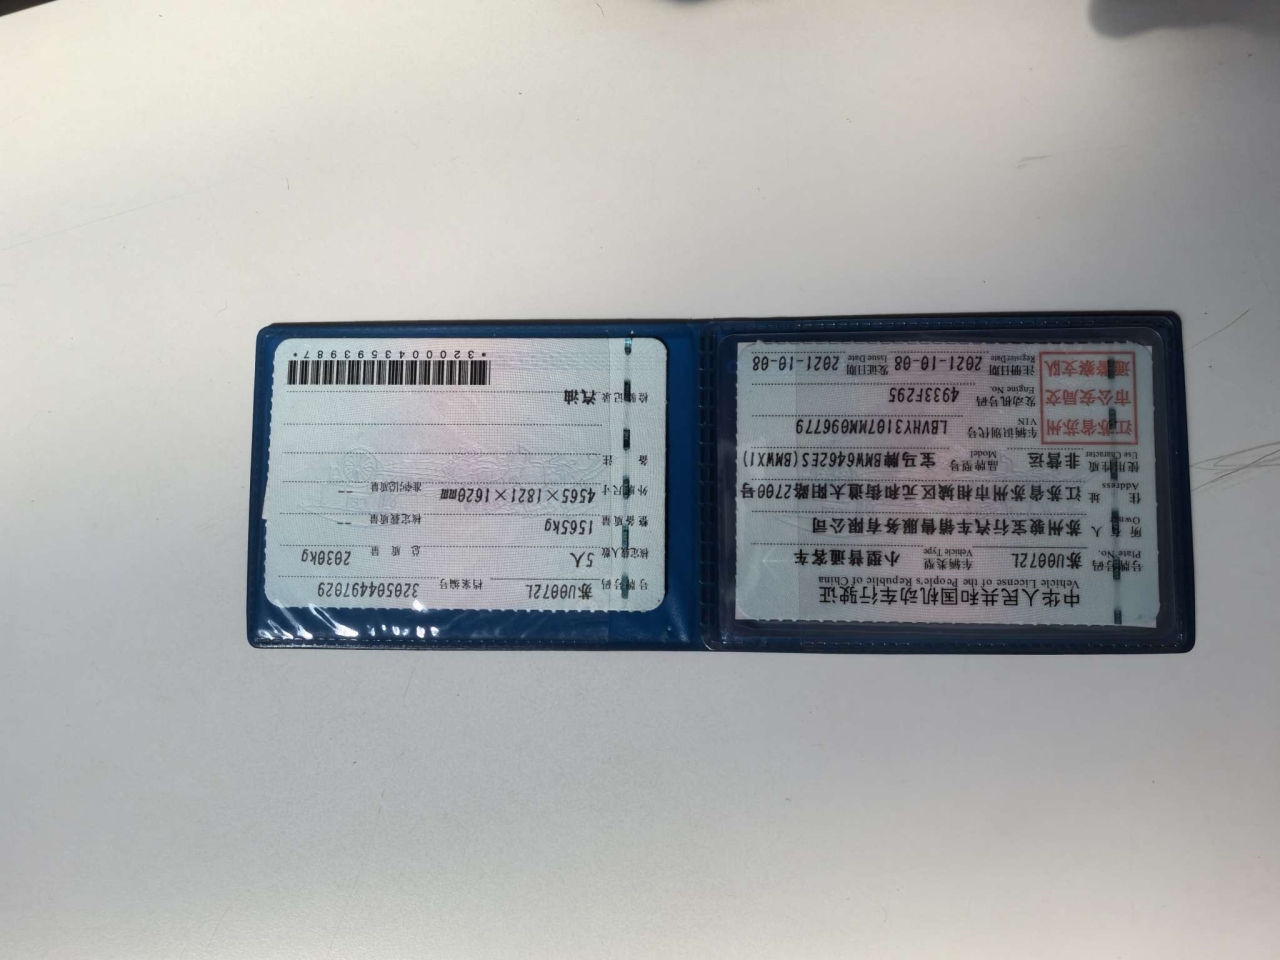 中华人民共和国机动车行驶证
Vehicle License of the People's Republic of China
号牌号码 Plate No. 苏U0072L 车辆类型 Vehicle Type 小型普通客车
所有人 Owner 苏州骏宝行汽车销售服务有限公司
住址 Address 江苏省苏州市相城区元和街道太阳路2700号
使用性质 Use Character 非营运 品牌型号 Model 宝马牌BMW6462ES(BMWX1)
江苏省苏州
市公安局交
通警察支队
车辆识别代号 VIN LBVHY3107MM096779
发动机号码 Engine No. 4933F295
注册日期 Register Date 2021-10-08 发证日期 Issue Date 2021-10-08
号牌号码 苏U0072L 档案编号 320504497029
核定载人数 5人 总质量 2030kg
整备质量 1565kg 核定载质量 --
外廓尺寸 4565×1821×1620mm 准牵引总质量 --
备注
检验记录 汽油
*3200043593987*